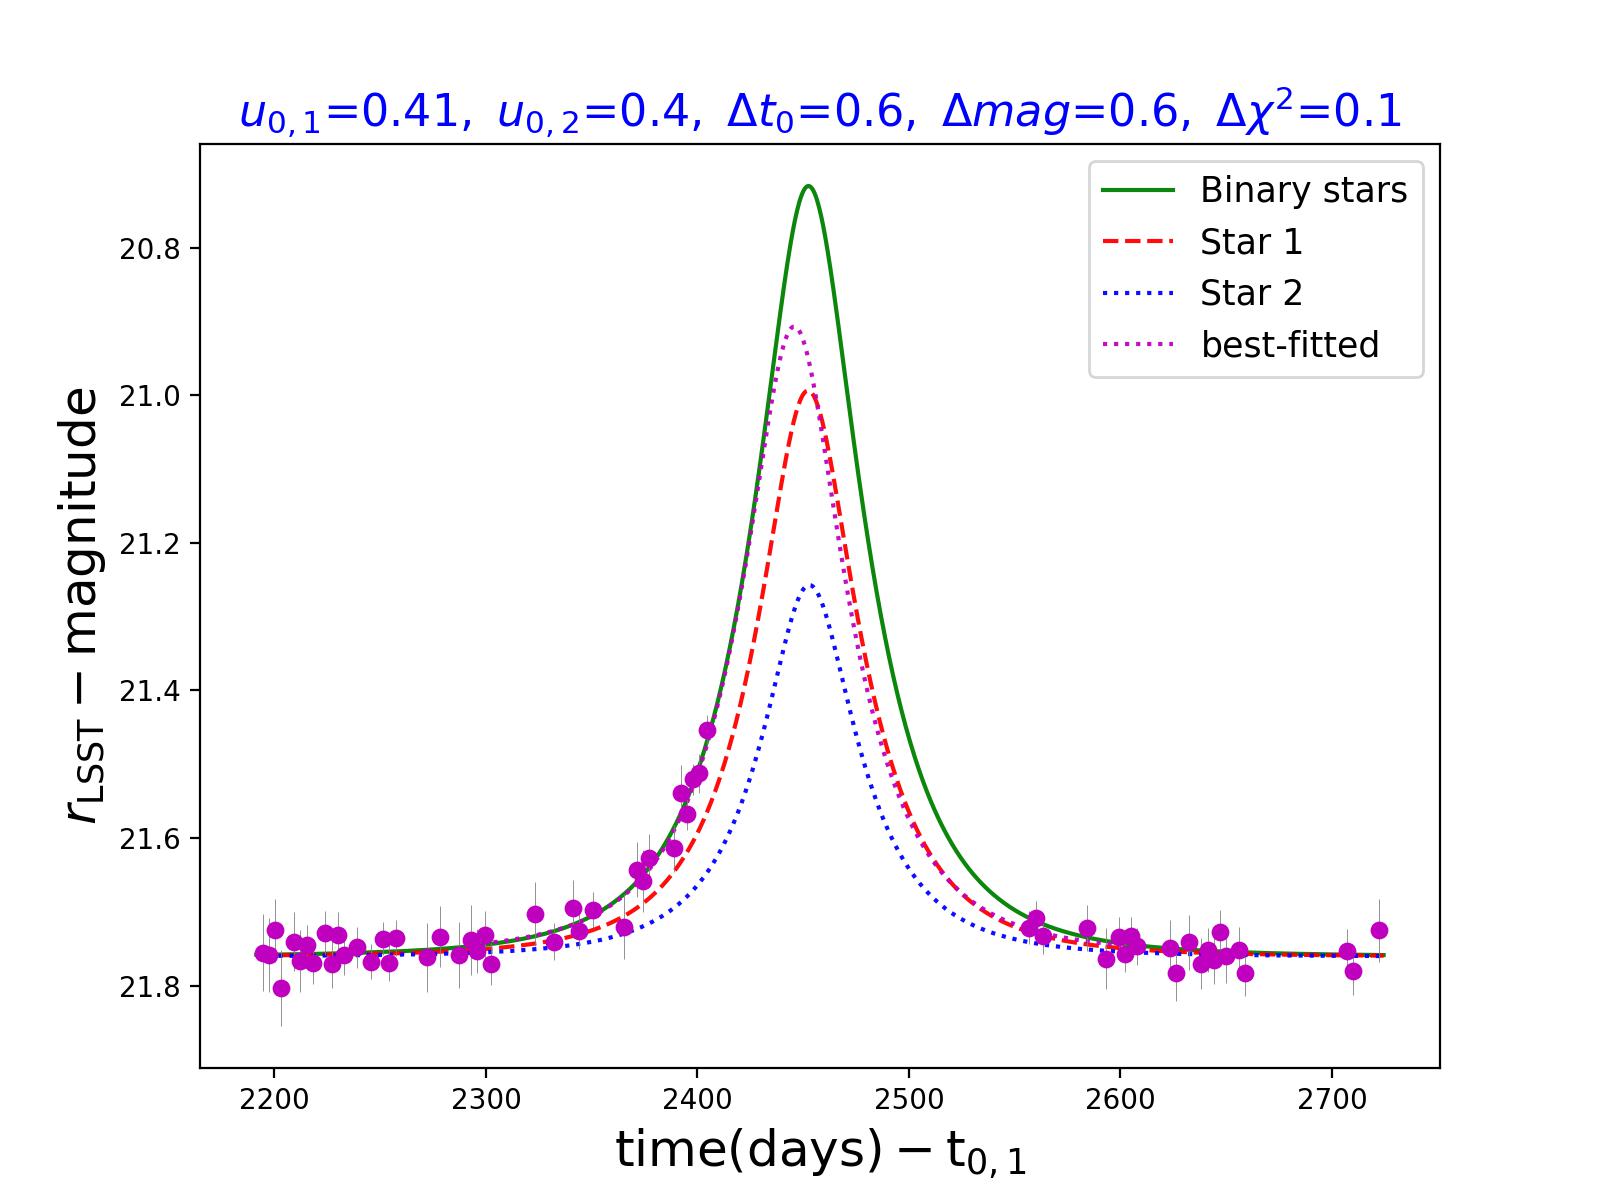 u₀,₁=0.41, u₀,₂=0.4, Δt₀=0.6, Δmag=0.6, Δχ²=0.1
Binary stars
Star 1
Star 2
best-fitted
20.8
21.0
21.2
21.4
21.6
21.8
r_LSST − magnitude
2200 2300 2400 2500 2600 2700
time(days) − t₀,₁